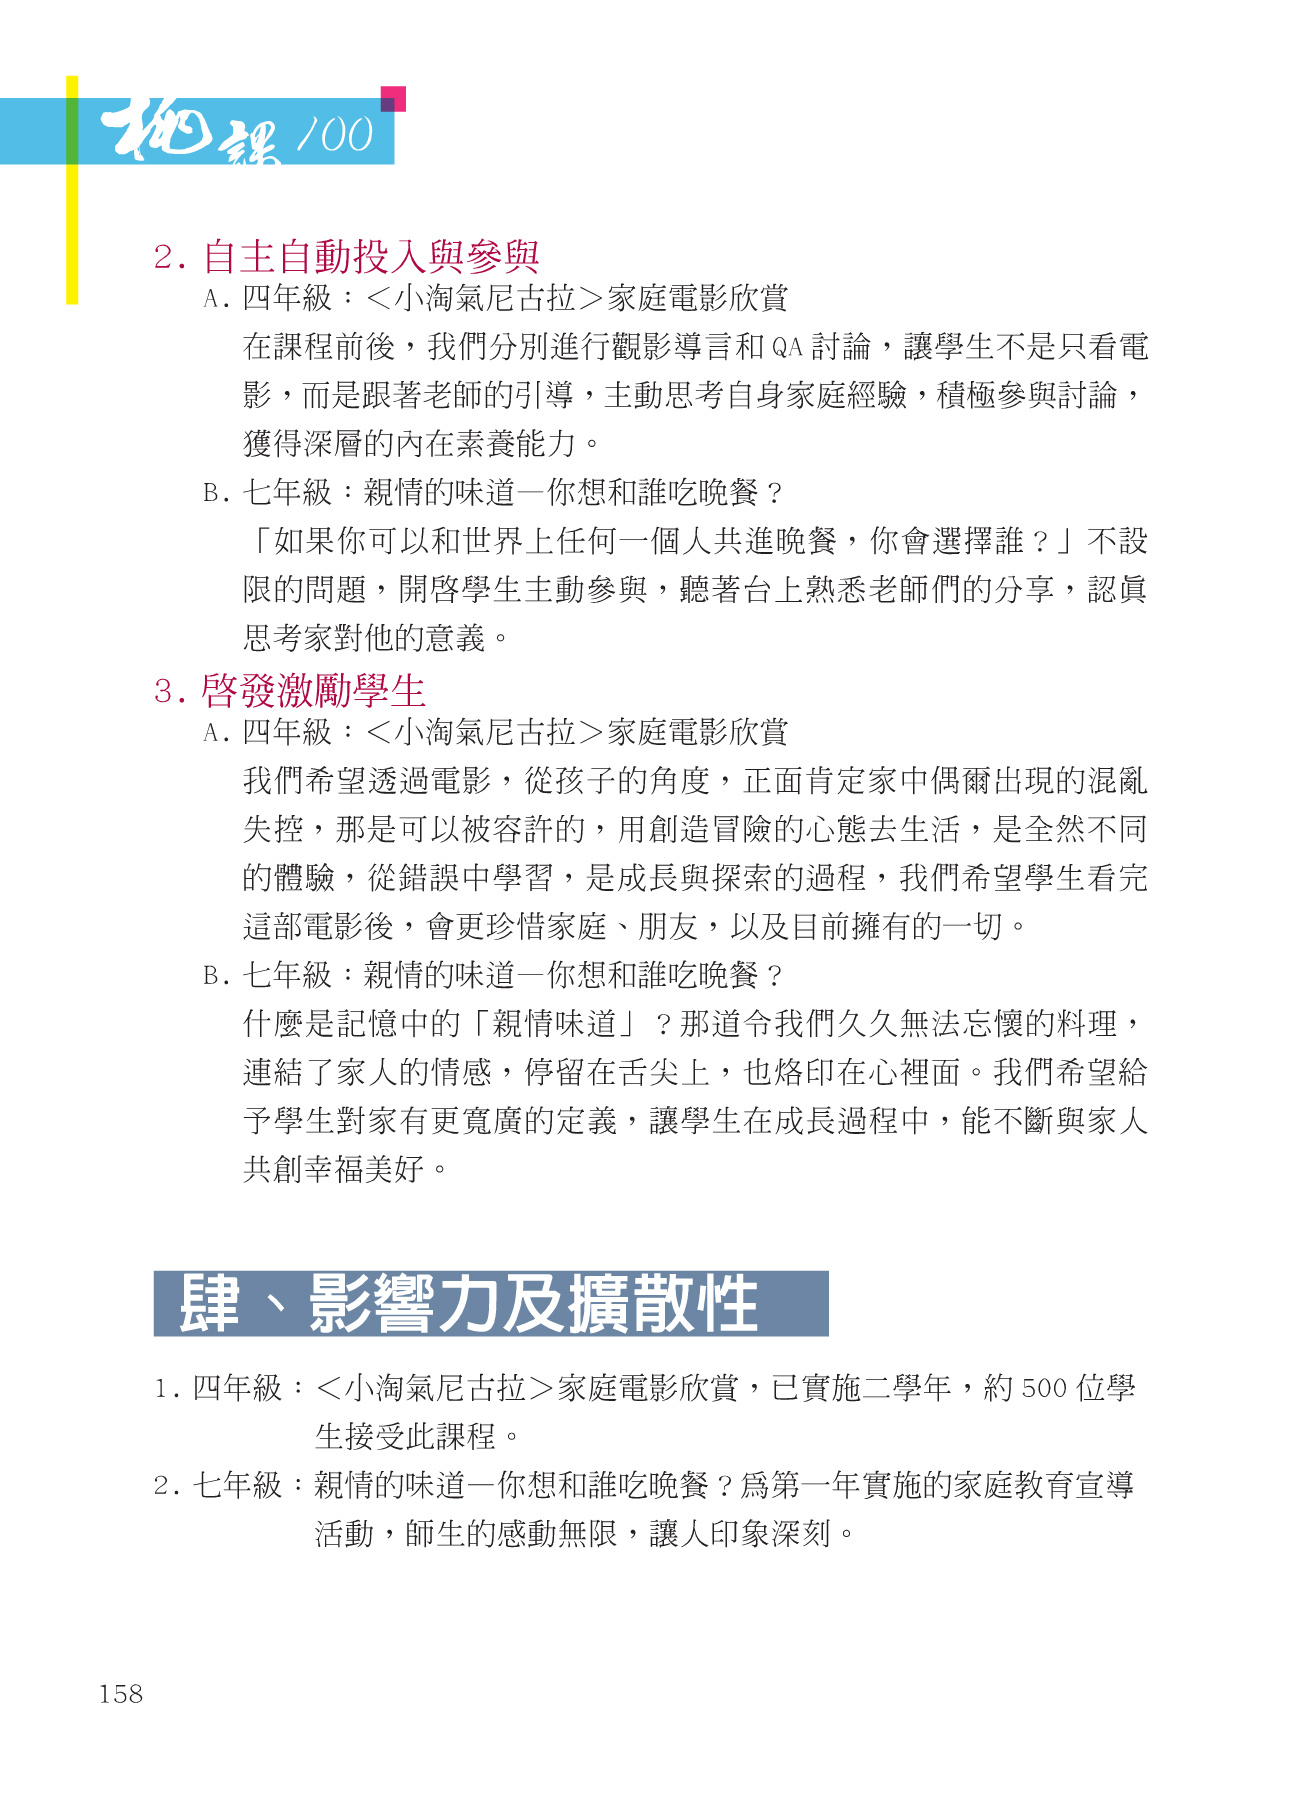 桃課100
2. 自主自動投入與參與
A. 四年級：＜小淘氣尼古拉＞家庭電影欣賞
在課程前後，我們分別進行觀影導言和 QA 討論，讓學生不是只看電
影，而是跟著老師的引導，主動思考自身家庭經驗，積極參與討論，
獲得深層的內在素養能力。
B. 七年級：親情的味道—你想和誰吃晚餐？
「如果你可以和世界上任何一個人共進晚餐，你會選擇誰？」不設
限的問題，開啓學生主動參與，聽著台上熟悉老師們的分享，認眞
思考家對他的意義。
3. 啓發激勵學生
A. 四年級：＜小淘氣尼古拉＞家庭電影欣賞
我們希望透過電影，從孩子的角度，正面肯定家中偶爾出現的混亂
失控，那是可以被容許的，用創造冒險的心態去生活，是全然不同
的體驗，從錯誤中學習，是成長與探索的過程，我們希望學生看完
這部電影後，會更珍惜家庭、朋友，以及目前擁有的一切。
B. 七年級：親情的味道—你想和誰吃晚餐？
什麼是記憶中的「親情味道」？那道令我們久久無法忘懷的料理，
連結了家人的情感，停留在舌尖上，也烙印在心裡面。我們希望給
予學生對家有更寬廣的定義，讓學生在成長過程中，能不斷與家人
共創幸福美好。
肆、影響力及擴散性
1. 四年級：＜小淘氣尼古拉＞家庭電影欣賞，已實施二學年，約 500 位學
生接受此課程。
2. 七年級：親情的味道—你想和誰吃晚餐？爲第一年實施的家庭教育宣導
活動，師生的感動無限，讓人印象深刻。
158